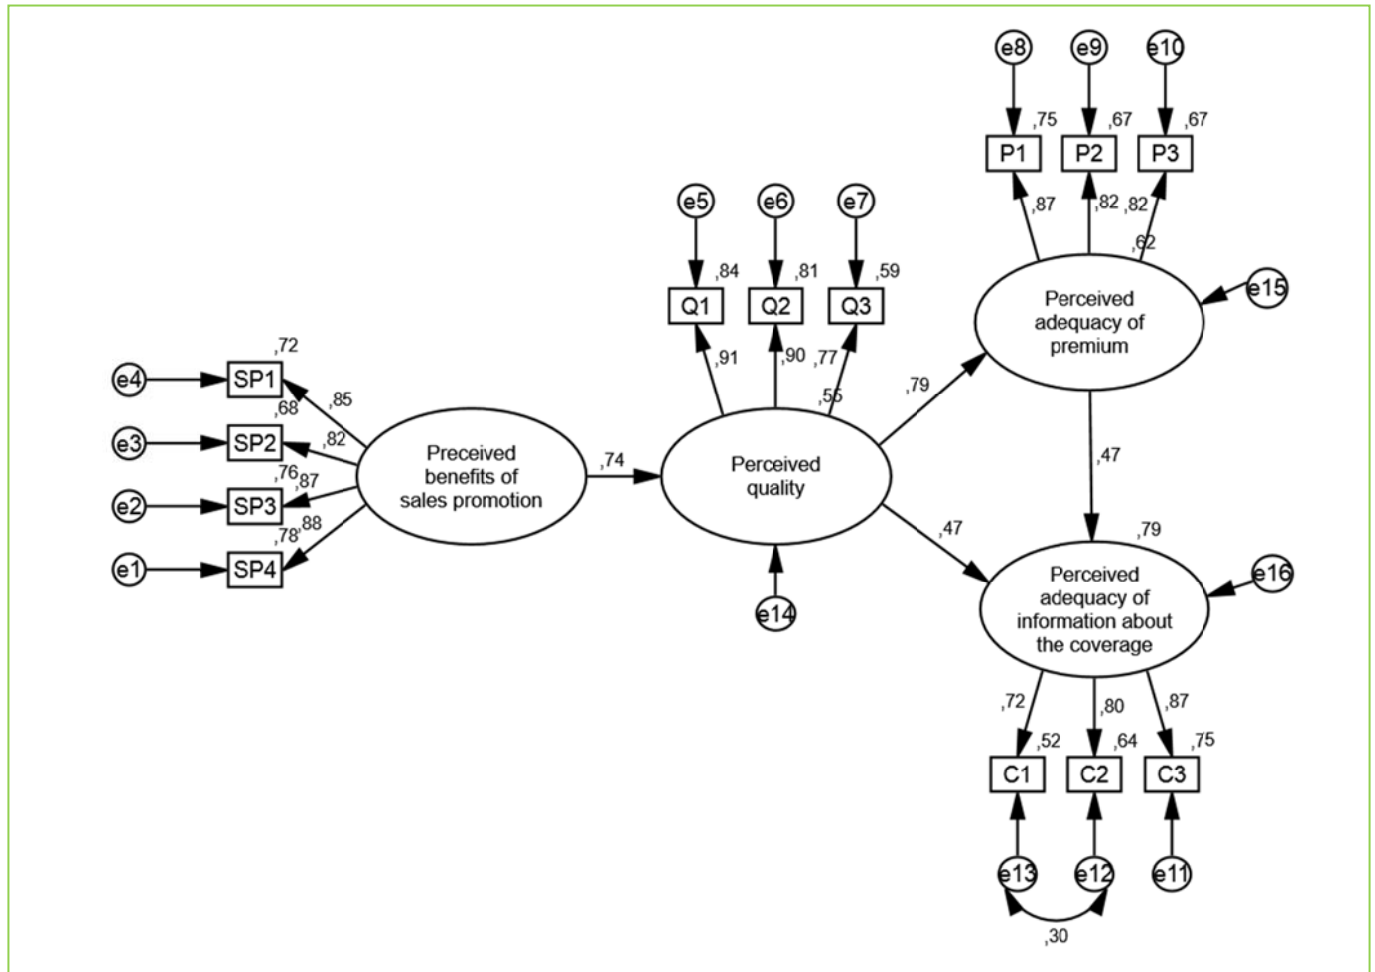 e8 e9 e10
,75 ,67 ,67
P1 P2 P3
,87 ,82 ,82
,62
e15
Perceived
adequacy of
premium
e5 e6 e7
,84 ,81 ,59
Q1 Q2 Q3
,91 ,90 ,77
,55
,79
,72
e4 SP1
,85
,68
e3 SP2
,82
,76
e2 SP3
,87
,78
e1 SP4
,88
Preceived
benefits of
sales promotion
,74
Perceived
quality
e14
,47
,47
,79
e16
Perceived
adequacy of
information about
the coverage
,72 ,80 ,87
,52 ,64 ,75
C1 C2 C3
e13 e12 e11
,30